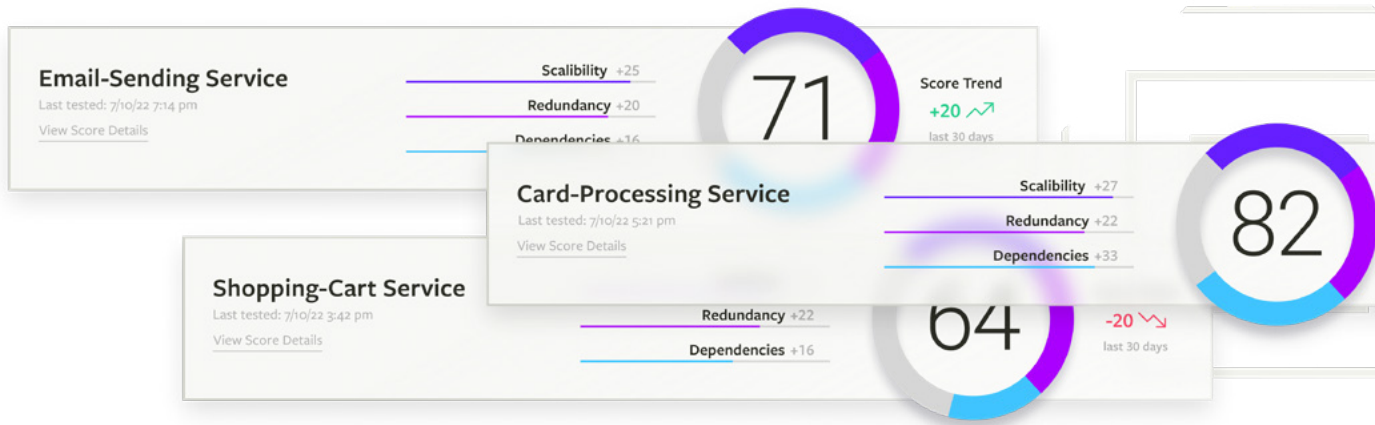 Email-Sending Service
Last tested: 7/10/22 7:14 pm
View Score Details
Scalibility +25
Redundancy +20
Dependencies +16
71
Score Trend
+20
last 30 days
Card-Processing Service
Last tested: 7/10/22 5:21 pm
View Score Details
Scalibility +27
Redundancy +22
Dependencies +33
82
Shopping-Cart Service
Last tested: 7/10/22 3:42 pm
View Score Details
Redundancy +22
Dependencies +16
64
-20
last 30 days